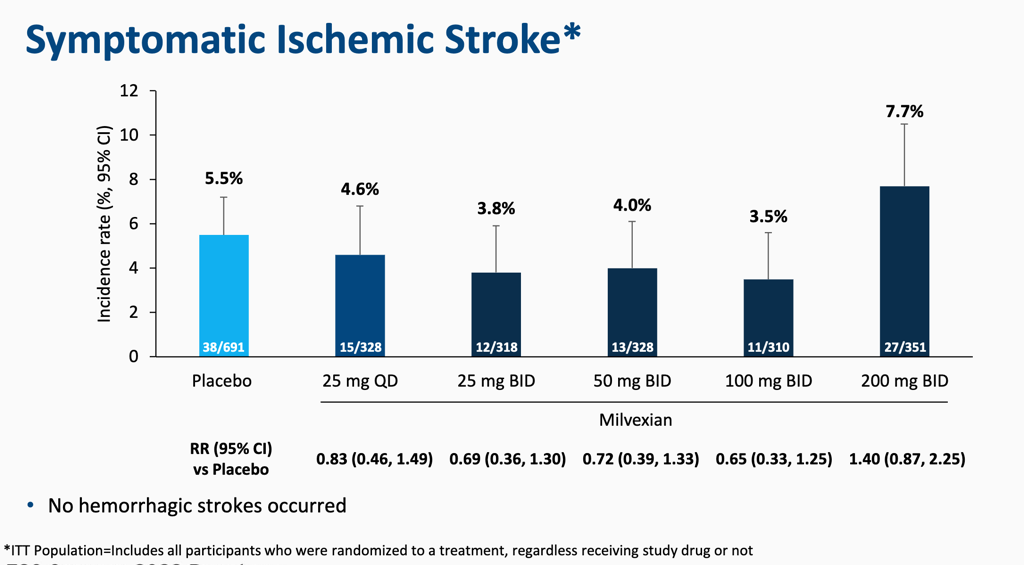 Symptomatic Ischemic Stroke*
Incidence rate (%, 95% CI)
12
10
8
6
4
2
0
5.5%
4.6%
3.8%
4.0%
3.5%
7.7%
38/691
15/328
12/318
13/328
11/310
27/351
Placebo
25 mg QD
25 mg BID
50 mg BID
100 mg BID
200 mg BID
Milvexian
RR (95% CI)
vs Placebo
0.83 (0.46, 1.49)
0.69 (0.36, 1.30)
0.72 (0.39, 1.33)
0.65 (0.33, 1.25)
1.40 (0.87, 2.25)
• No hemorrhagic strokes occurred
*ITT Population=Includes all participants who were randomized to a treatment, regardless receiving study drug or not